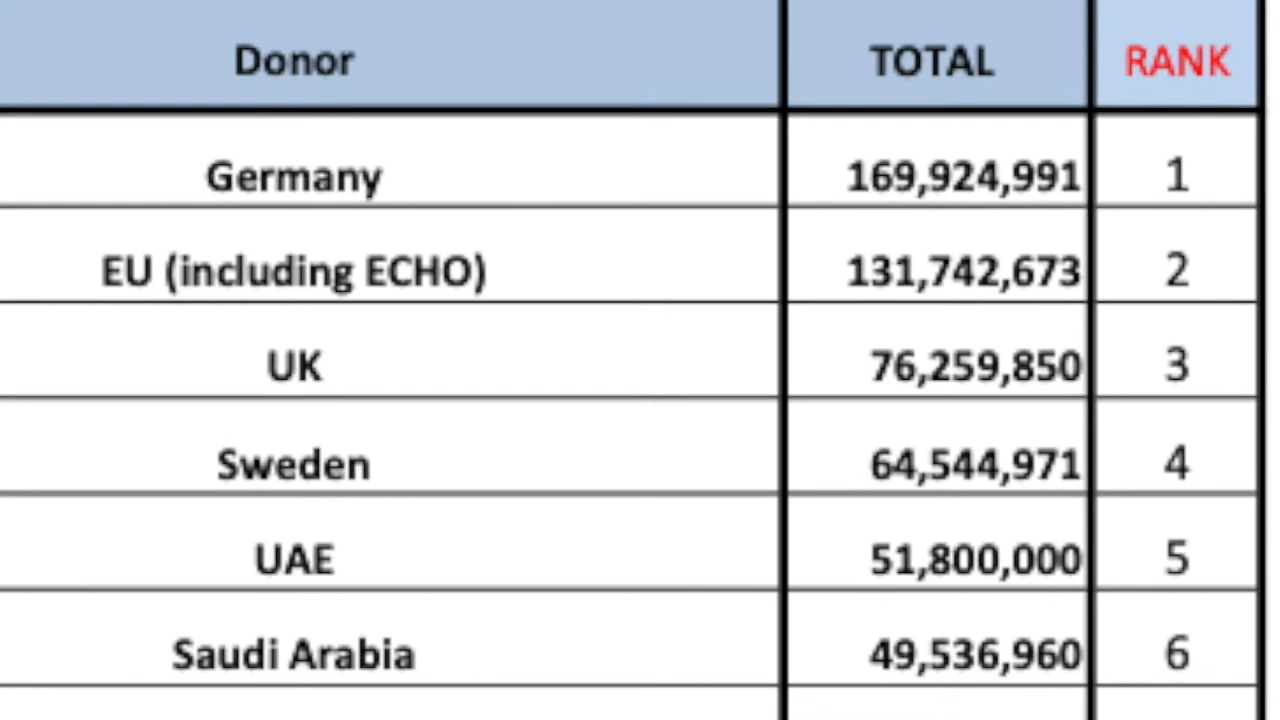 Donor TOTAL RANK
Germany 169,924,991 1
EU (including ECHO) 131,742,673 2
UK 76,259,850 3
Sweden 64,544,971 4
UAE 51,800,000 5
Saudi Arabia 49,536,960 6